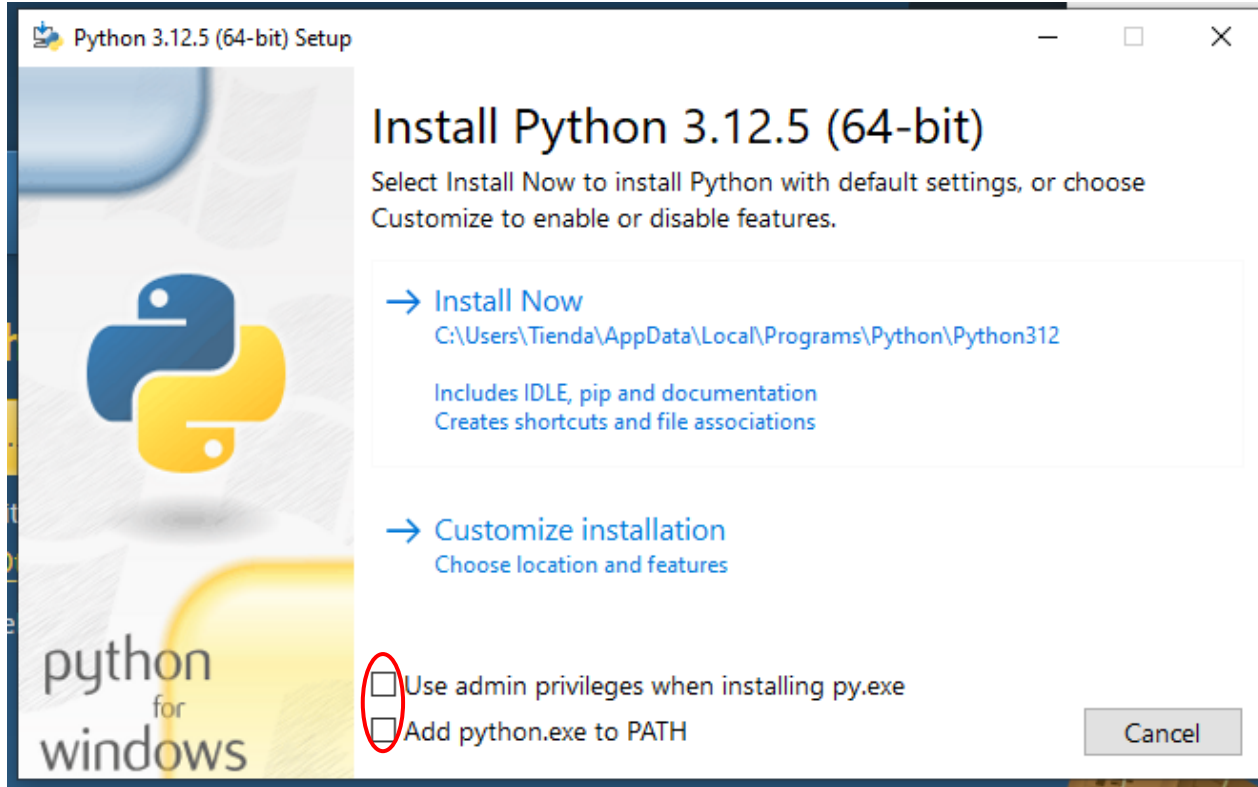 Python 3.12.5 (64-bit) Setup
Install Python 3.12.5 (64-bit)
Select Install Now to install Python with default settings, or choose
Customize to enable or disable features.
Install Now
C:\Users\Tienda\AppData\Local\Programs\Python\Python312
Includes IDLE, pip and documentation
Creates shortcuts and file associations
Customize installation
Choose location and features
python
for
windows
Use admin privileges when installing py.exe
Add python.exe to PATH
Cancel